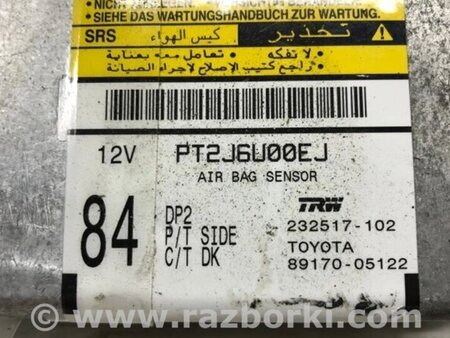 NICHT
• SIEHE DAS WARTUNGSHANDBUCH ZUR WARTUNG.
SRS كيس الهواء تحذير
• لا تفكه • تعامل معه بعناية
• راجع كتيب الإصلاح لإجراء الصيانة
12V PT2J6U00EJ
AIR BAG SENSOR
84 DP2 TRW
P/T SIDE 232517-102
C/T DK TOYOTA
89170-05122
© www.razborki.com